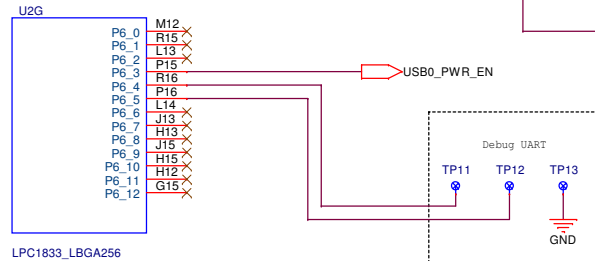 U2G
P6_0 M12
P6_1 R15
P6_2 L13
P6_3 P15
USB0_PWR_EN
P6_4 R16
P6_5 P16
P6_6 L14
P6_7 J13
P6_8 H13
P6_9 J15
P6_10 H15
P6_11 H12
P6_12 G15
LPC1833_LBGA256
Debug UART
TP11 TP12 TP13
GND